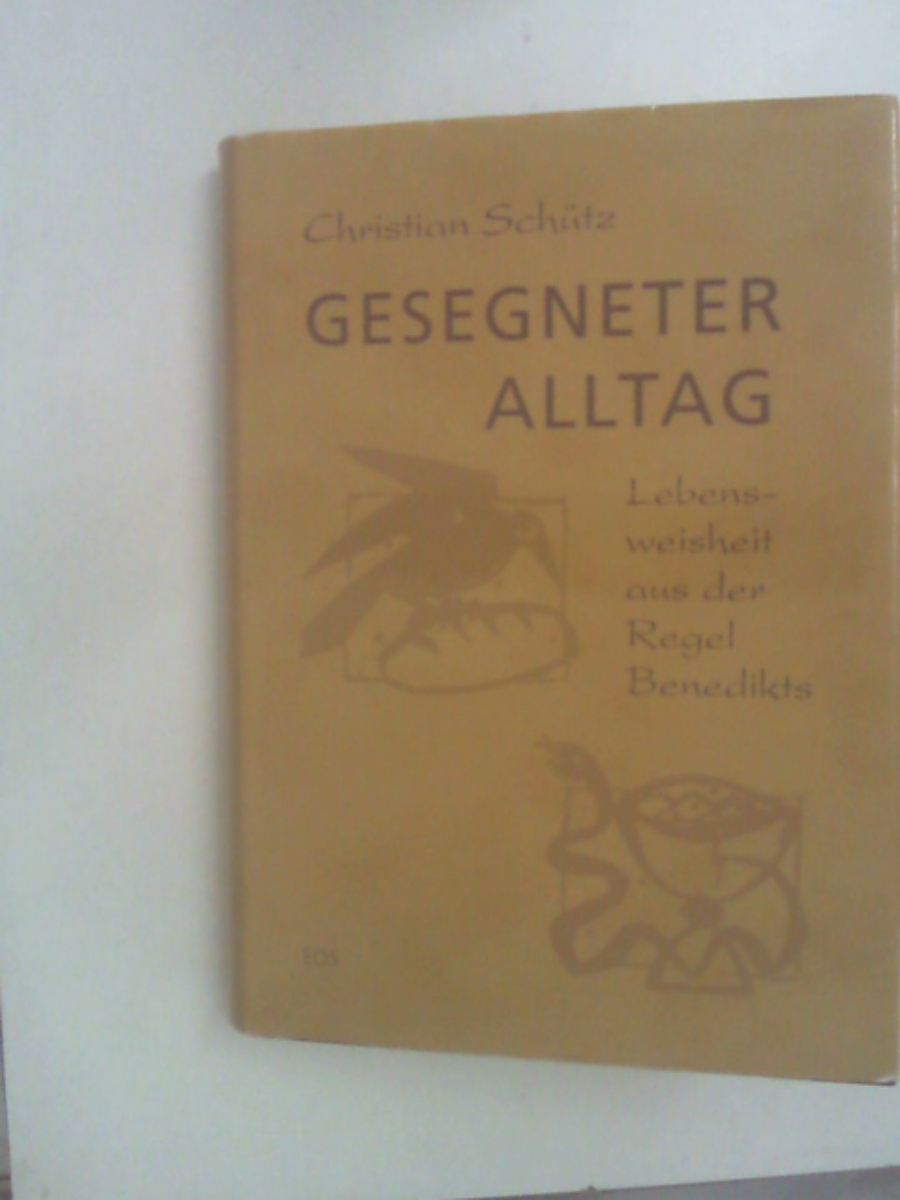 Christian Schütz
GESEGNETER
ALLTAG
Lebens-
weisheit
aus der
Regel
Benedikts
EOS